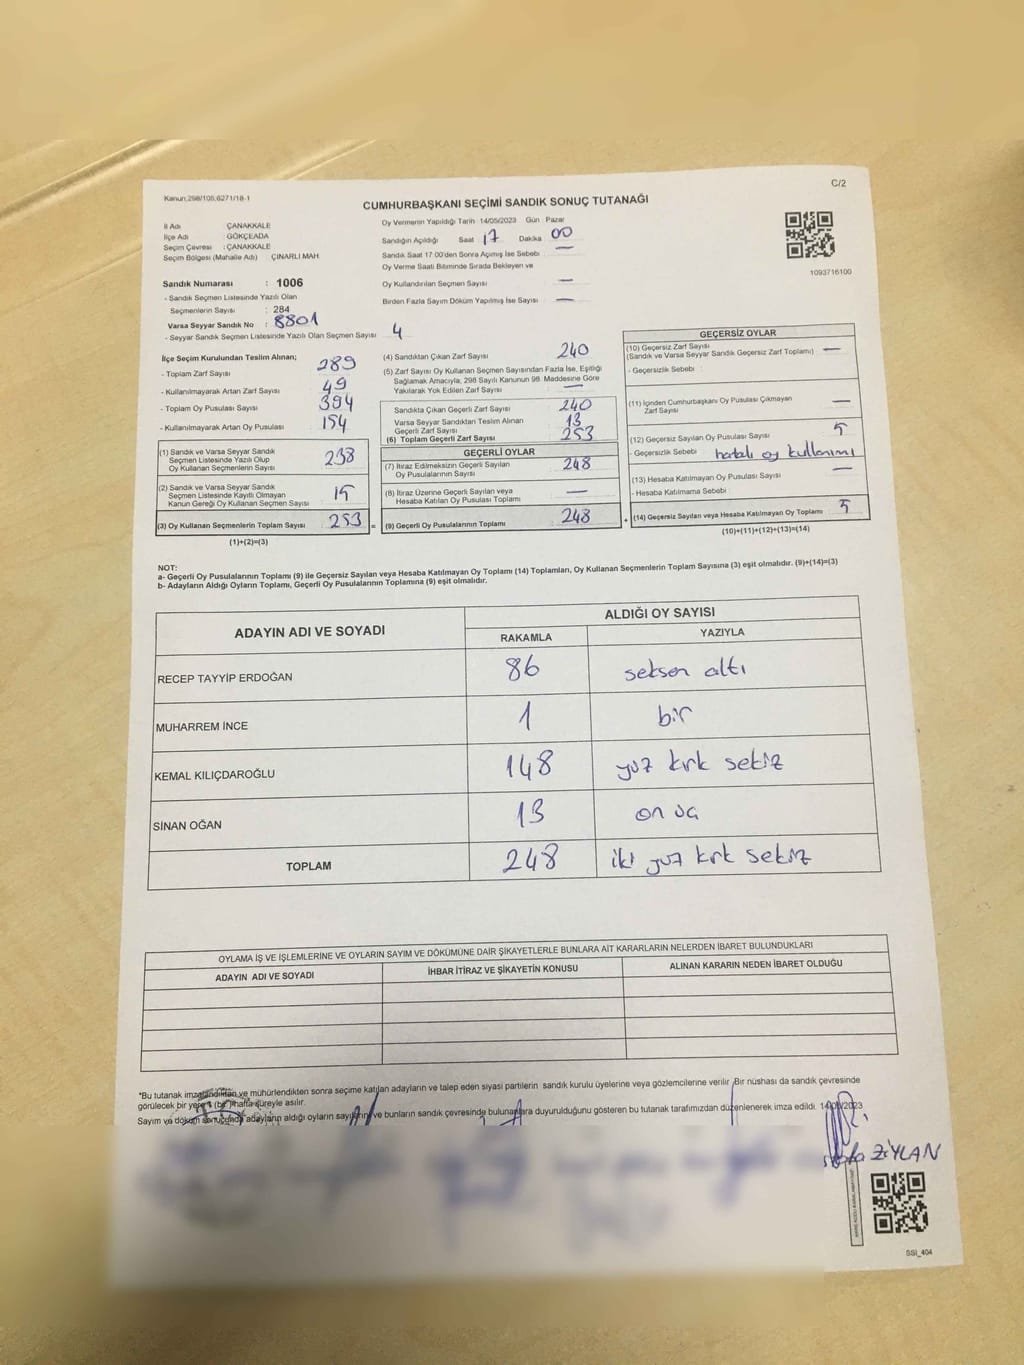 C/2
Kanun;298/105;6271/18-1
CUMHURBAŞKANI SEÇİMİ SANDIK SONUÇ TUTANAĞI
İl Adı : ÇANAKKALE
İlçe Adı : GÖKÇEADA
Seçim Çevresi : ÇANAKKALE
Seçim Bölgesi (Mahalle Adı) : ÇINARLI MAH.
Sandık Numarası : 1006
- Sandık Seçmen Listesinde Yazılı Olan
Seçmenlerin Sayısı : 284
Varsa Seyyar Sandık No : 8801
- Seyyar Sandık Seçmen Listesinde Yazılı Olan Seçmen Sayısı 4
Oy Vermenin Yapıldığı Tarih 14/05/2023 Gün Pazar
Sandığın Açıldığı Saat 17 Dakika 00
Sandık Saat 17:00'den Sonra Açılmış İse Sebebi —
Oy Verme Saati Bitiminde Sırada Bekleyen ve
Oy Kullandırılan Seçmen Sayısı —
Birden Fazla Sayım Döküm Yapılmış İse Sayısı —
1093716100
İlçe Seçim Kurulundan Teslim Alınan;
- Toplam Zarf Sayısı 289
- Kullanılmayarak Artan Zarf Sayısı 49
- Toplam Oy Pusulası Sayısı 394
- Kullanılmayarak Artan Oy Pusulası 154
(1) Sandık ve Varsa Seyyar Sandık
Seçmen Listesinde Yazılı Olup
Oy Kullanan Seçmenlerin Sayısı 238
(2) Sandık ve Varsa Seyyar Sandık
Seçmen Listesinde Kayıtlı Olmayan
Kanun Gereği Oy Kullanan Seçmen Sayısı 15
(3) Oy Kullanan Seçmenlerin Toplam Sayısı 253 =
(1)+(2)=(3)
(4) Sandıktan Çıkan Zarf Sayısı 240
(5) Zarf Sayısı Oy Kullanan Seçmen Sayısından Fazla İse, Eşitliği
Sağlamak Amacıyla, 298 Sayılı Kanunun 98. Maddesine Göre
Yakılarak Yok Edilen Zarf Sayısı —
Sandıkta Çıkan Geçerli Zarf Sayısı 240
Varsa Seyyar Sandıktan Teslim Alınan
Geçerli Zarf Sayısı 13
(6) Toplam Geçerli Zarf Sayısı 253
GEÇERLİ OYLAR
(7) İtiraz Edilmeksizin Geçerli Sayılan
Oy Pusulalarının Sayısı 248
(8) İtiraz Üzerine Geçerli Sayılan veya
Hesaba Katılan Oy Pusulası Toplamı —
(9) Geçerli Oy Pusulalarının Toplamı 248 +
GEÇERSİZ OYLAR
(10) Geçersiz Zarf Sayısı
(Sandık ve Varsa Seyyar Sandık Geçersiz Zarf Toplamı) —
- Geçersizlik Sebebi :
(11) İçinden Cumhurbaşkanı Oy Pusulası Çıkmayan
Zarf Sayısı —
(12) Geçersiz Sayılan Oy Pusulası Sayısı 5
- Geçersizlik Sebebi : hatalı oy kullanımı
(13) Hesaba Katılmayan Oy Pusulası Sayısı —
- Hesaba Katılmama Sebebi :
(14) Geçersiz Sayılan veya Hesaba Katılmayan Oy Toplamı 5
(10)+(11)+(12)+(13)=(14)
NOT:
a- Geçerli Oy Pusulalarının Toplamı (9) ile Geçersiz Sayılan veya Hesaba Katılmayan Oy Toplamı (14) Toplamları, Oy Kullanan Seçmenlerin Toplam Sayısına (3) eşit olmalıdır. (9)+(14)=(3)
b- Adayların Aldığı Oyların Toplamı, Geçerli Oy Pusulalarının Toplamına (9) eşit olmalıdır.
ADAYIN ADI VE SOYADI
ALDIĞI OY SAYISI
RAKAMLA YAZIYLA
RECEP TAYYİP ERDOĞAN 86 seksen altı
MUHARREM İNCE 1 bir
KEMAL KILIÇDAROĞLU 148 yüz kırk sekiz
SİNAN OĞAN 13 on üç
TOPLAM 248 iki yüz kırk sekiz
OYLAMA İŞ VE İŞLEMLERİNE VE OYLARIN SAYIM VE DÖKÜMÜNE DAİR ŞİKAYETLERLE BUNLARA AİT KARARLARIN NELERDEN İBARET BULUNDUKLARI
ADAYIN ADI VE SOYADI İHBAR İTİRAZ VE ŞİKAYETİN KONUSU ALINAN KARARIN NEDEN İBARET OLDUĞU
*Bu tutanak imzalandıktan ve mühürlendikten sonra seçime katılan adayların ve talep eden siyasi partilerin sandık kurulu üyelerine veya gözlemcilerine verilir. Bir nüshası da sandık çevresinde
görülecek bir yere 1 (bir) hafta süreyle asılır.
Sayım ve döküm sonucunda adayların aldığı oyların sayılarını ve bunların sandık çevresinde bulunanlara duyurulduğunu gösteren bu tutanak tarafımızdan düzenlenerek imza edildi. 14/05/2023
ZİYLAN
SSİ_404